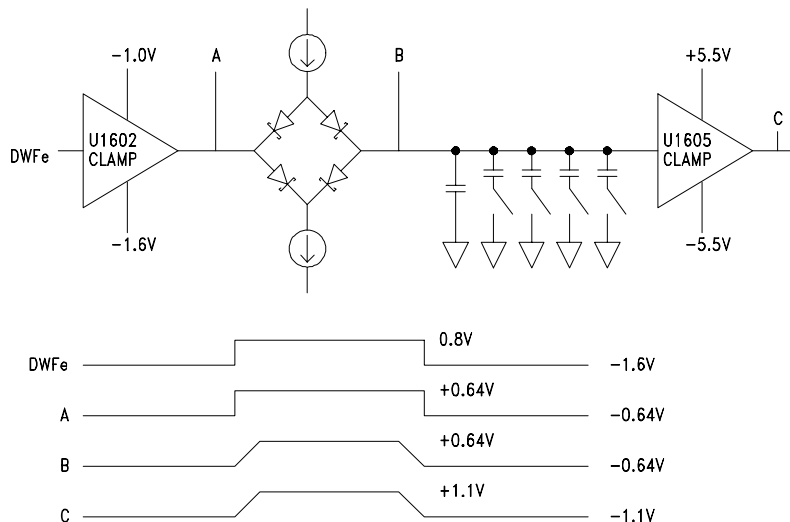 -1.0V
A
B
+5.5V
C
DWFe
U1602
CLAMP
U1605
CLAMP
-1.6V
-5.5V
DWFe
0.8V
-1.6V
A
+0.64V
-0.64V
B
+0.64V
-0.64V
C
+1.1V
-1.1V